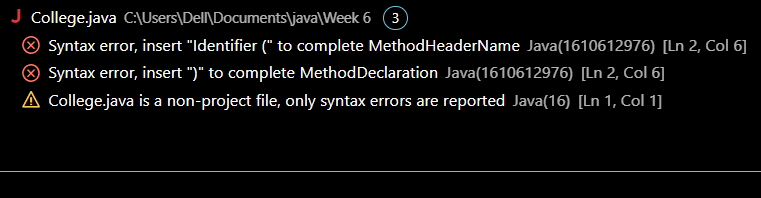 J College.java C:\Users\Dell\Documents\java\Week 6 3
Syntax error, insert "Identifier (" to complete MethodHeaderName Java(1610612976) [Ln 2, Col 6]
Syntax error, insert ")" to complete MethodDeclaration Java(1610612976) [Ln 2, Col 6]
College.java is a non-project file, only syntax errors are reported Java(16) [Ln 1, Col 1]